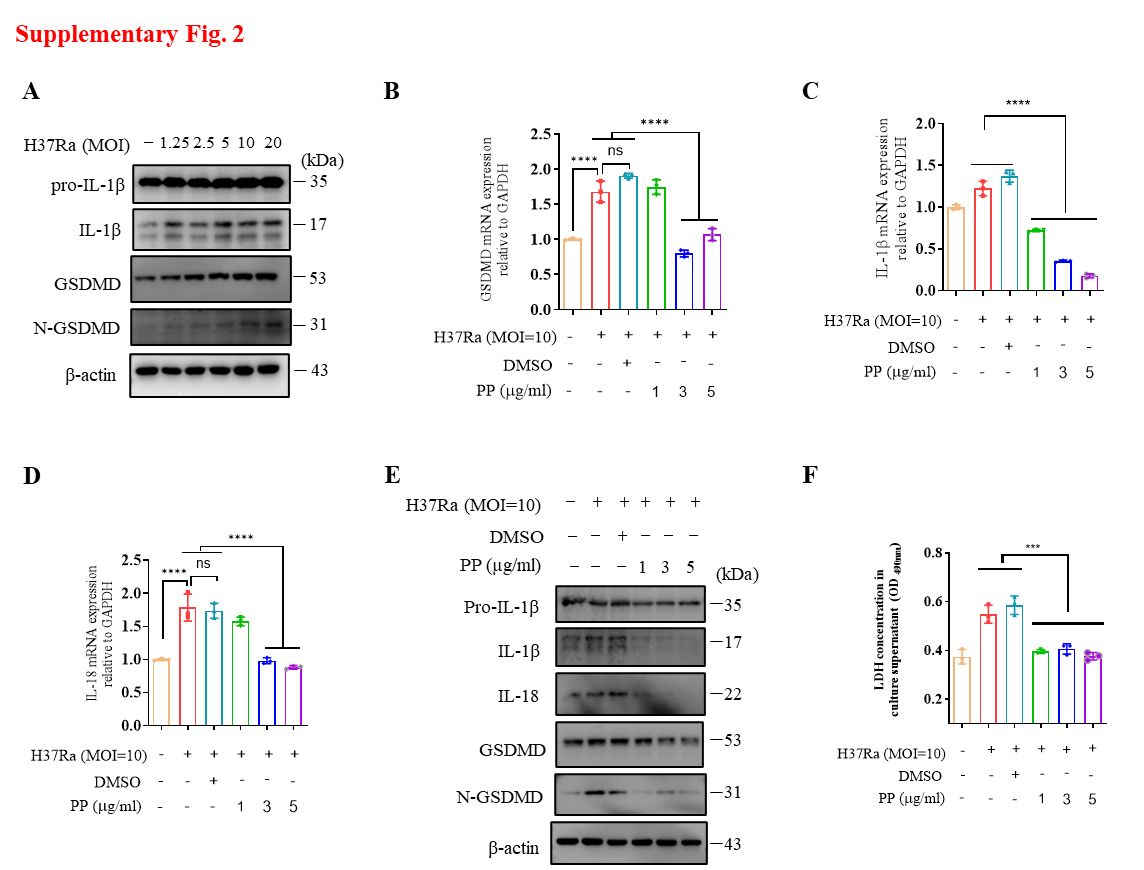 Supplementary Fig. 2
A
H37Ra (MOI) − 1.25 2.5 5 10 20
(kDa)
pro-IL-1β 35
IL-1β 17
GSDMD 53
N-GSDMD 31
β-actin 43
B
GSDMD mRNA expression
relative to GAPDH
2.5
2.0
1.5
1.0
0.5
0.0
****
****
ns
H37Ra (MOI=10) - + + + + +
DMSO - - + - - -
PP (μg/ml) - - - 1 3 5
C
IL-1β mRNA expression
relative to GAPDH
2.0
1.5
1.0
0.5
0.0
****
H37Ra (MOI=10) - + + + + +
DMSO - - + - - -
PP (μg/ml) - - - 1 3 5
D
IL-18 mRNA expression
relative to GAPDH
2.5
2.0
1.5
1.0
0.5
0.0
****
****
ns
H37Ra (MOI=10) - + + + + +
DMSO - - + - - -
PP (μg/ml) - - - 1 3 5
E
H37Ra (MOI=10) − + + + + +
DMSO − − + − − −
PP (μg/ml) − − − 1 3 5
(kDa)
Pro-IL-1β 35
IL-1β 17
IL-18 22
GSDMD 53
N-GSDMD 31
β-actin 43
F
LDH concentration in
culture supernatant (OD 490nm)
0.8
0.6
0.4
0.2
***
H37Ra (MOI=10) - + + + + +
DMSO - - + - - -
PP (μg/ml) - - - 1 3 5